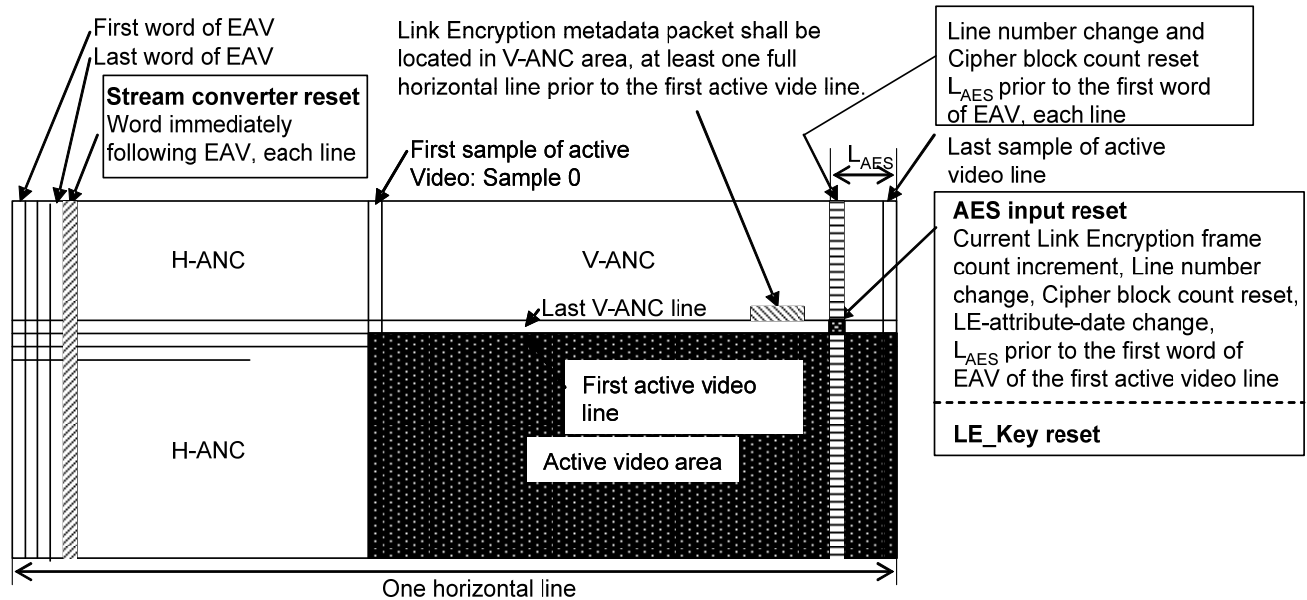 First word of EAV
Last word of EAV
Stream converter reset
Word immediately
following EAV, each line
Link Encryption metadata packet shall be
located in V-ANC area, at least one full
horizontal line prior to the first active vide line.
First sample of active
Video: Sample 0
Line number change and
Cipher block count reset
LAES prior to the first word
of EAV, each line
LAES
Last sample of active
video line
AES input reset
Current Link Encryption frame
count increment, Line number
change, Cipher block count reset,
LE-attribute-date change,
LAES prior to the first word of
EAV of the first active video line
LE_Key reset
H-ANC
V-ANC
Last V-ANC line
First active video
line
H-ANC
Active video area
One horizontal line